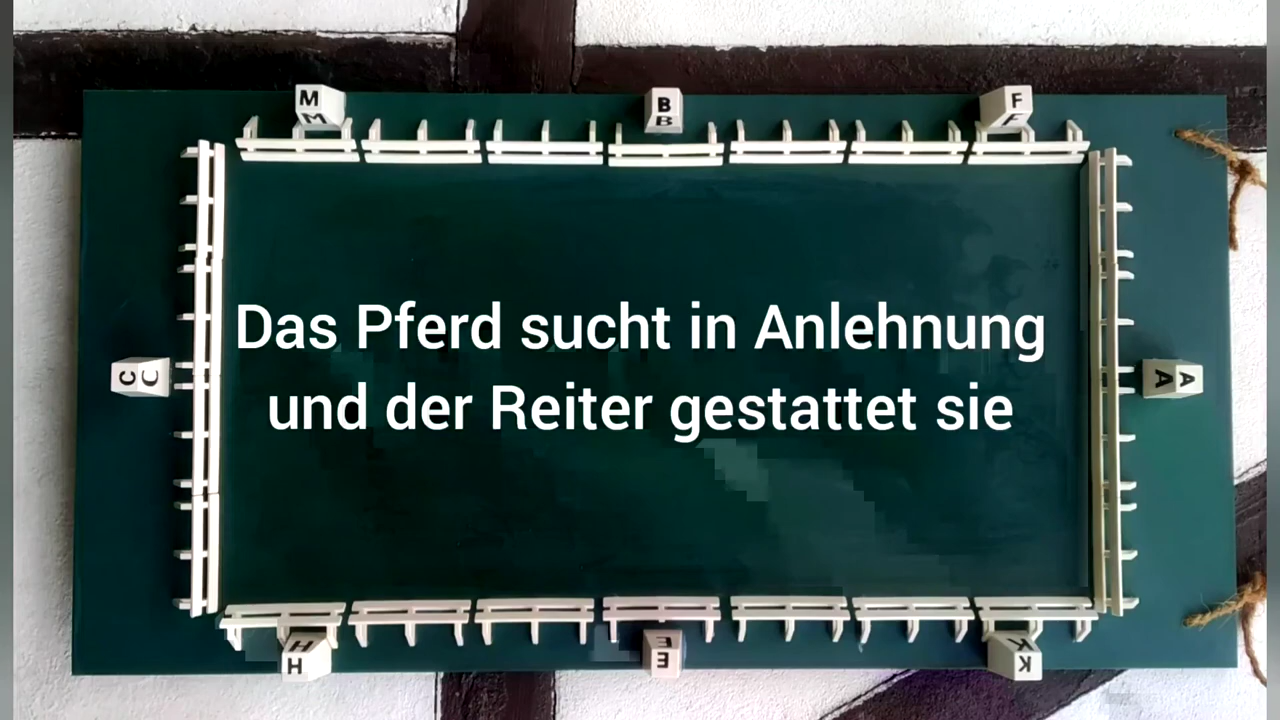 M
M
B
B
F
F
Das Pferd sucht in Anlehnung
und der Reiter gestattet sie
C
C
A
A
H
H
E
E
K
K